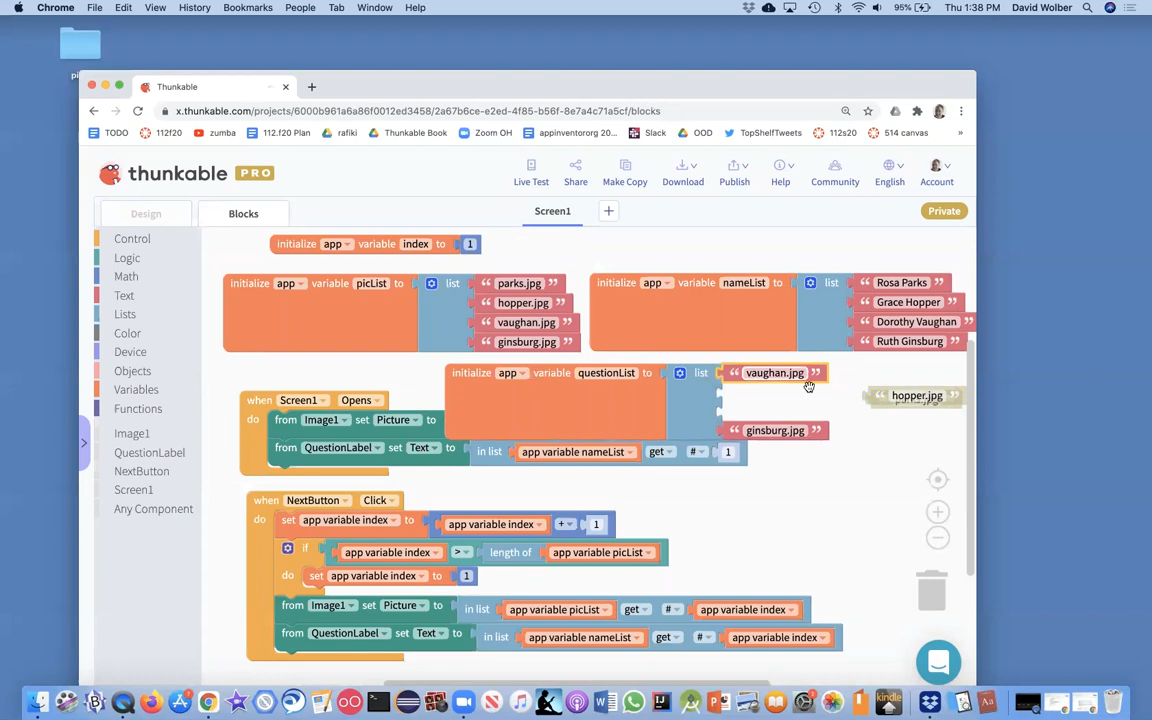 Chrome File Edit View History Bookmarks People Tab Window Help 95% Thu 1:38 PM David Wolber
Thunkable
x.thunkable.com/projects/6000b961a6a86f0012ed3458/2a67b6ce-e2ed-4f85-b56f-8e7a4c71a5cf/blocks
TODO 112f20 zumba 112.f20 Plan rafiki Thunkable Book Zoom OH appinventorog 20... Slack OOD TopShelfTweets 112s20 514 canvas »
thunkable PRO Live Test Share Make Copy Download Publish Help Community English Account
Design Blocks Screen1 + Private
Control
Logic
Math
Text
Lists
Color
Device
Objects
Variables
Functions
Image1
QuestionLabel
NextButton
Screen1
Any Component
initialize app variable index to 1
initialize app variable picList to list “ parks.jpg ”
“ hopper.jpg ”
“ vaughan.jpg ”
“ ginsburg.jpg ”
initialize app variable nameList to list “ Rosa Parks ”
“ Grace Hopper ”
“ Dorothy Vaughan ”
“ Ruth Ginsburg ”
initialize app variable questionList to list “ vaughan.jpg ”
“ hopper.jpg ”
“ ginsburg.jpg ”
when Screen1 Opens
do from Image1 set Picture to
from QuestionLabel set Text to in list app variable nameList get # 1
when NextButton Click
do set app variable index to app variable index + 1
if app variable index > length of app variable picList
do set app variable index to 1
from Image1 set Picture to in list app variable picList get # app variable index
from QuestionLabel set Text to in list app variable nameList get # app variable index